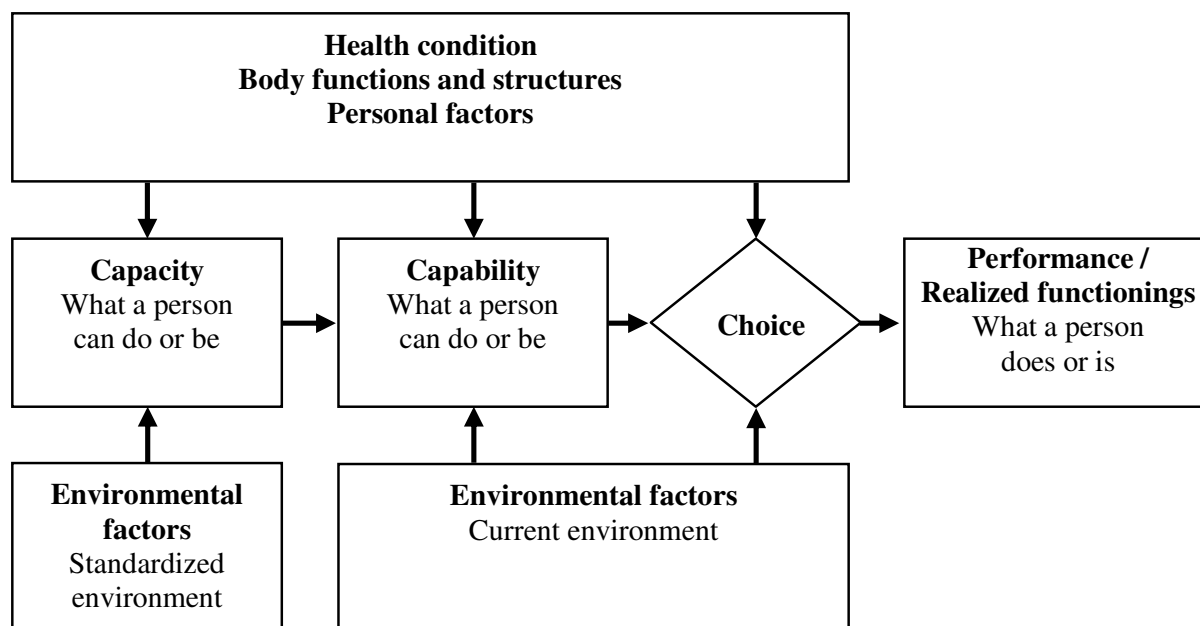 Health condition
Body functions and structures
Personal factors
Capacity
What a person
can do or be
Capability
What a person
can do or be
Choice
Performance /
Realized functionings
What a person
does or is
Environmental
factors
Standardized
environment
Environmental factors
Current environment